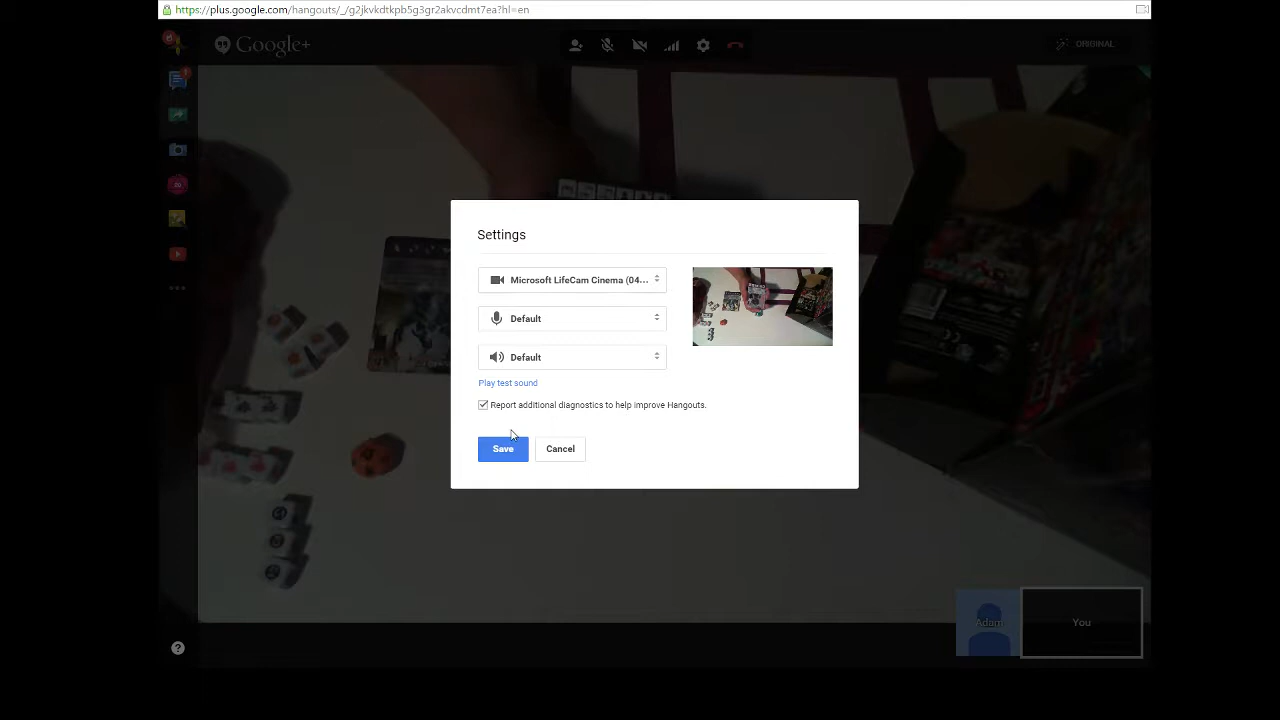 https://plus.google.com/hangouts/_/g2jkvkdtkpb5g3gr2akvcdmt7ea?hl=en
Google+
ORIGINAL
Settings
Microsoft LifeCam Cinema (04...
Default
Default
Play test sound
Report additional diagnostics to help improve Hangouts.
Save
Cancel
Adam
You
?